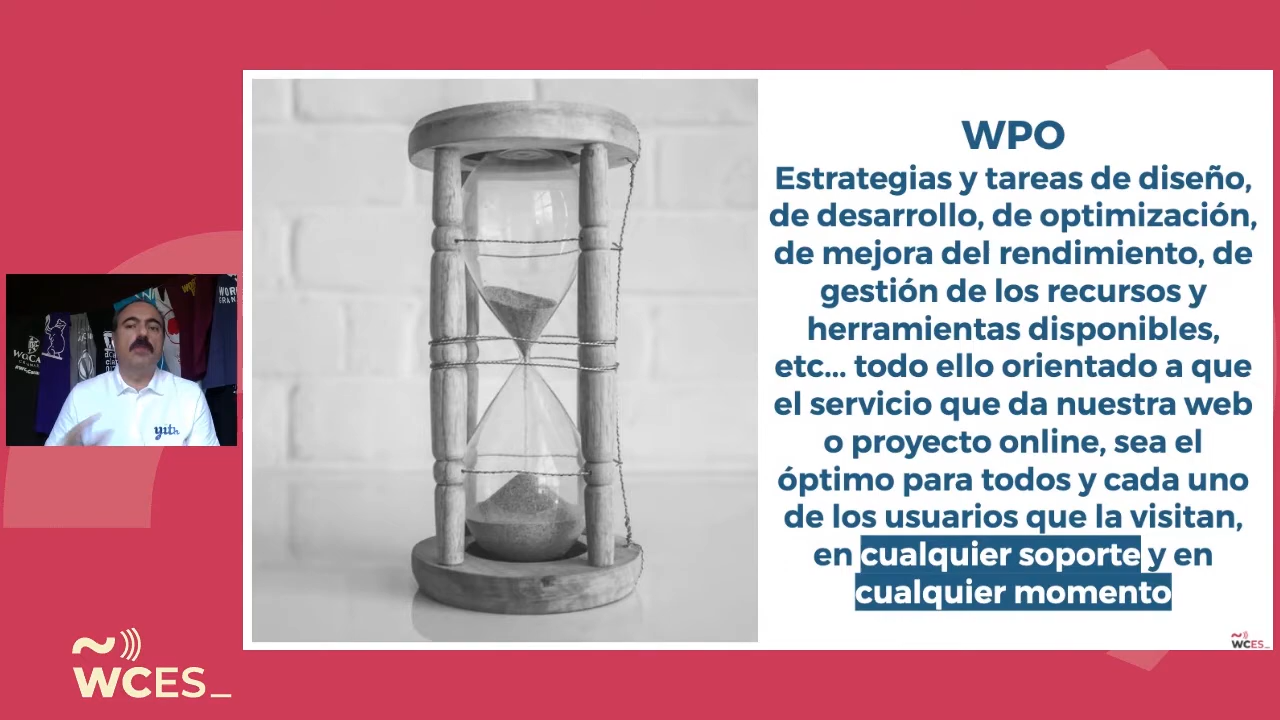 WPO
Estrategias y tareas de diseño,
de desarrollo, de optimización,
de mejora del rendimiento, de
gestión de los recursos y
herramientas disponibles,
etc... todo ello orientado a que
el servicio que da nuestra web
o proyecto online, sea el
óptimo para todos y cada uno
de los usuarios que la visitan,
en cualquier soporte y en
cualquier momento
WCES_
yith
~
WCES_